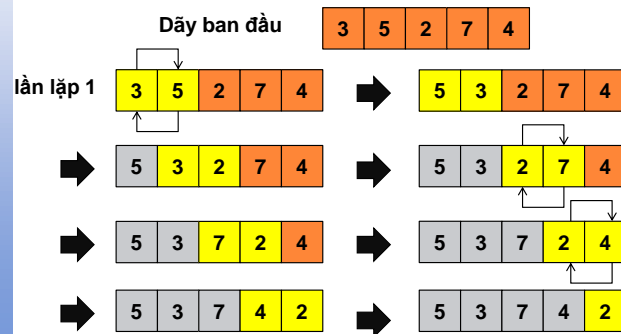 Dãy ban đầu 3 5 2 7 4
lần lặp 1 3 5 2 7 4 5 3 2 7 4
5 3 2 7 4 5 3 2 7 4
5 3 7 2 4 5 3 7 2 4
5 3 7 4 2 5 3 7 4 2